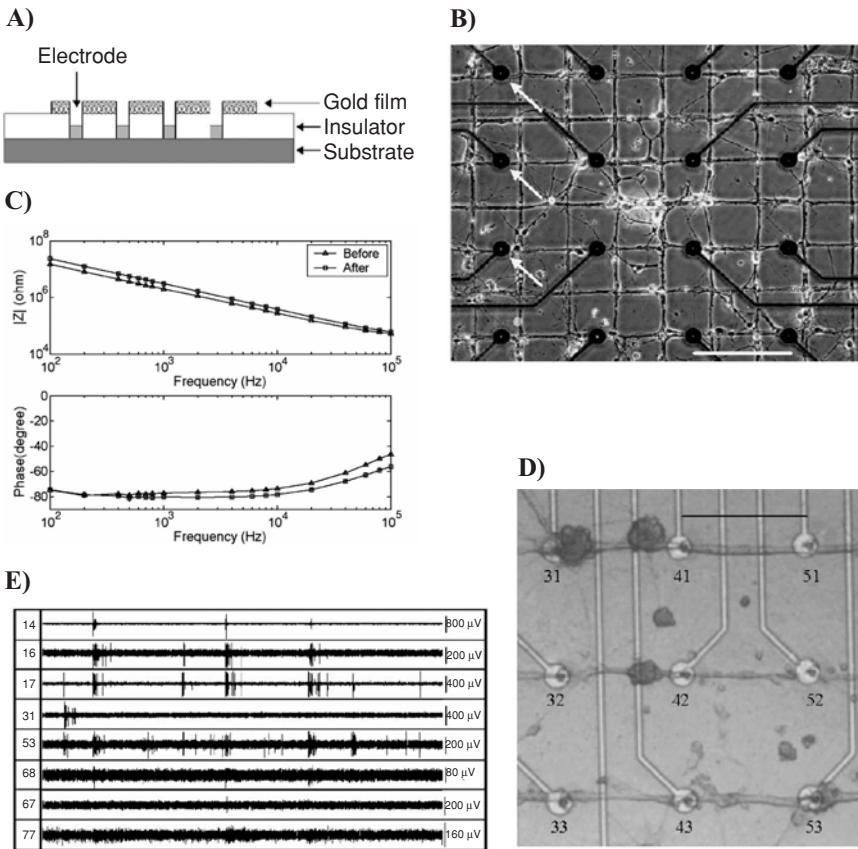 A)
Electrode
Gold film
Insulator
Substrate
B)
C)
10^8
10^6
10^4
|Z| (ohm)
Before
After
10^2 10^3 10^4 10^5
Frequency (Hz)
0
-20
-40
-60
-80
Phase(degree)
10^2 10^3 10^4 10^5
Frequency (Hz)
D)
31 41 51
32 42 52
33 43 53
E)
14 800 µV
16 200 µV
17 400 µV
31 400 µV
53 200 µV
68 80 µV
67 200 µV
77 160 µV